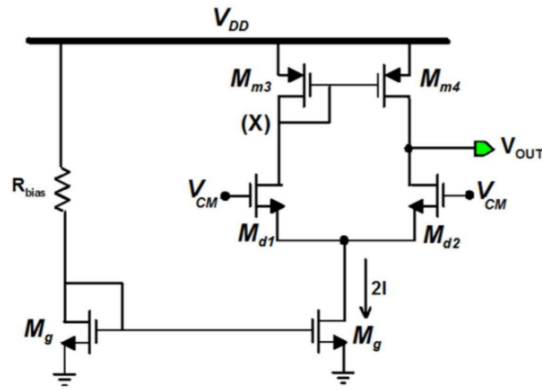 V_DD
M_m3
M_m4
(X)
V_OUT
R_bias
V_CM
V_CM
M_d1
M_d2
2I
M_g
M_g